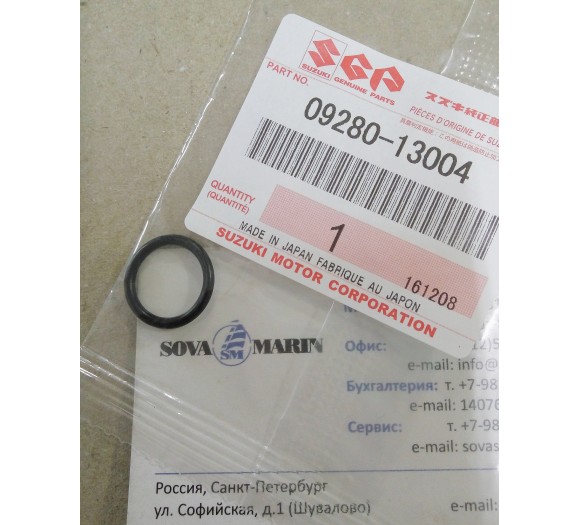 SGP
SUZUKI GENUINE PARTS
スズキ純正部
PIÈCES D'ORIGINE DE SUZ
PART NO.
09280-13004
QUANTITY
(QUANTITÉ)
1
161208
MADE IN JAPAN FABRIQUE AU JAPON
SUZUKI MOTOR CORPORATION
SOVA SM MARIN
Офис:
e-mail: info@
Бухгалтерия: т. +7-98
e-mail: 14076
Сервис: т. +7-98
e-mail: sovas
Россия, Санкт-Петербург
ул. Софийская, д.1 (Шувалово)
e-mail: